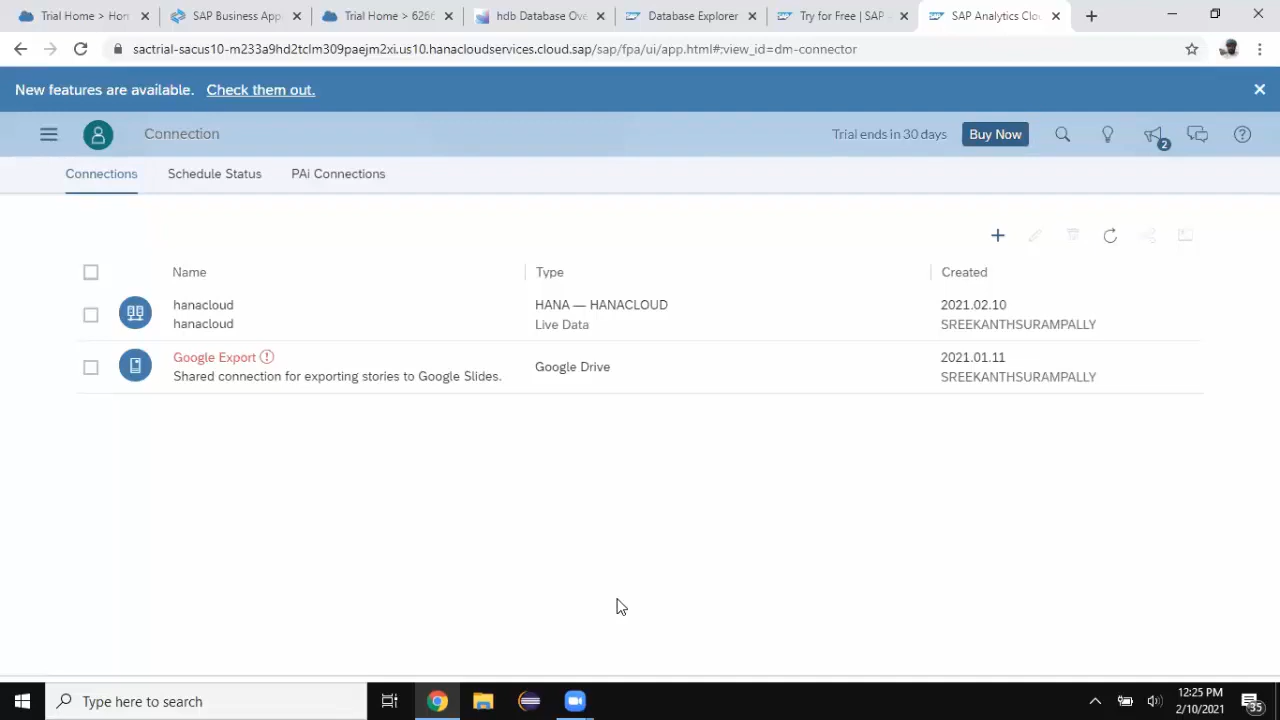 Trial Home > Hon
SAP Business App
Trial Home > 6266
hdb Database Ove
Database Explorer
Try for Free | SAP
SAP Analytics Clou
sactrial-sacus10-m233a9hd2tclm309paejm2xi.us10.hanacloudservices.cloud.sap/sap/fpa/ui/app.html#;view_id=dm-connector
New features are available. Check them out.
Connection
Trial ends in 30 days
Buy Now
2
Connections
Schedule Status
PAi Connections
Name
Type
Created
hanacloud
HANA — HANACLOUD
2021.02.10
hanacloud
Live Data
SREEKANTHSURAMPALLY
Google Export
2021.01.11
Google Drive
Shared connection for exporting stories to Google Slides.
SREEKANTHSURAMPALLY
Type here to search
12:25 PM
2/10/2021
35